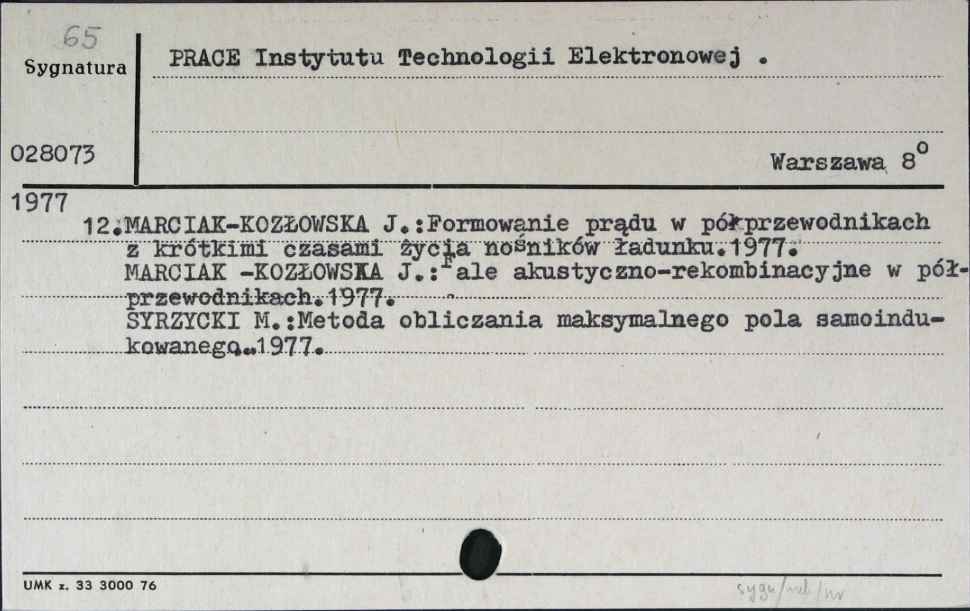 65
Sygnatura
PRACE Instytutu Technologii Elektronowej .
028073
Warszawa 8°
1977
12.MARCIAK-KOZŁOWSKA J.:Formowanie prądu w półprzewodnikach
z krótkimi czasami życia nośników ładunku.1977.
MARCIAK -KOZŁOWSKA J.:Fale akustyczno-rekombinacyjne w pół-
przewodnikach.1977.
SYRZYCKI M.:Metoda obliczania maksymalnego pola samoindu-
kowanego..1977.
UMK z. 33 3000 76